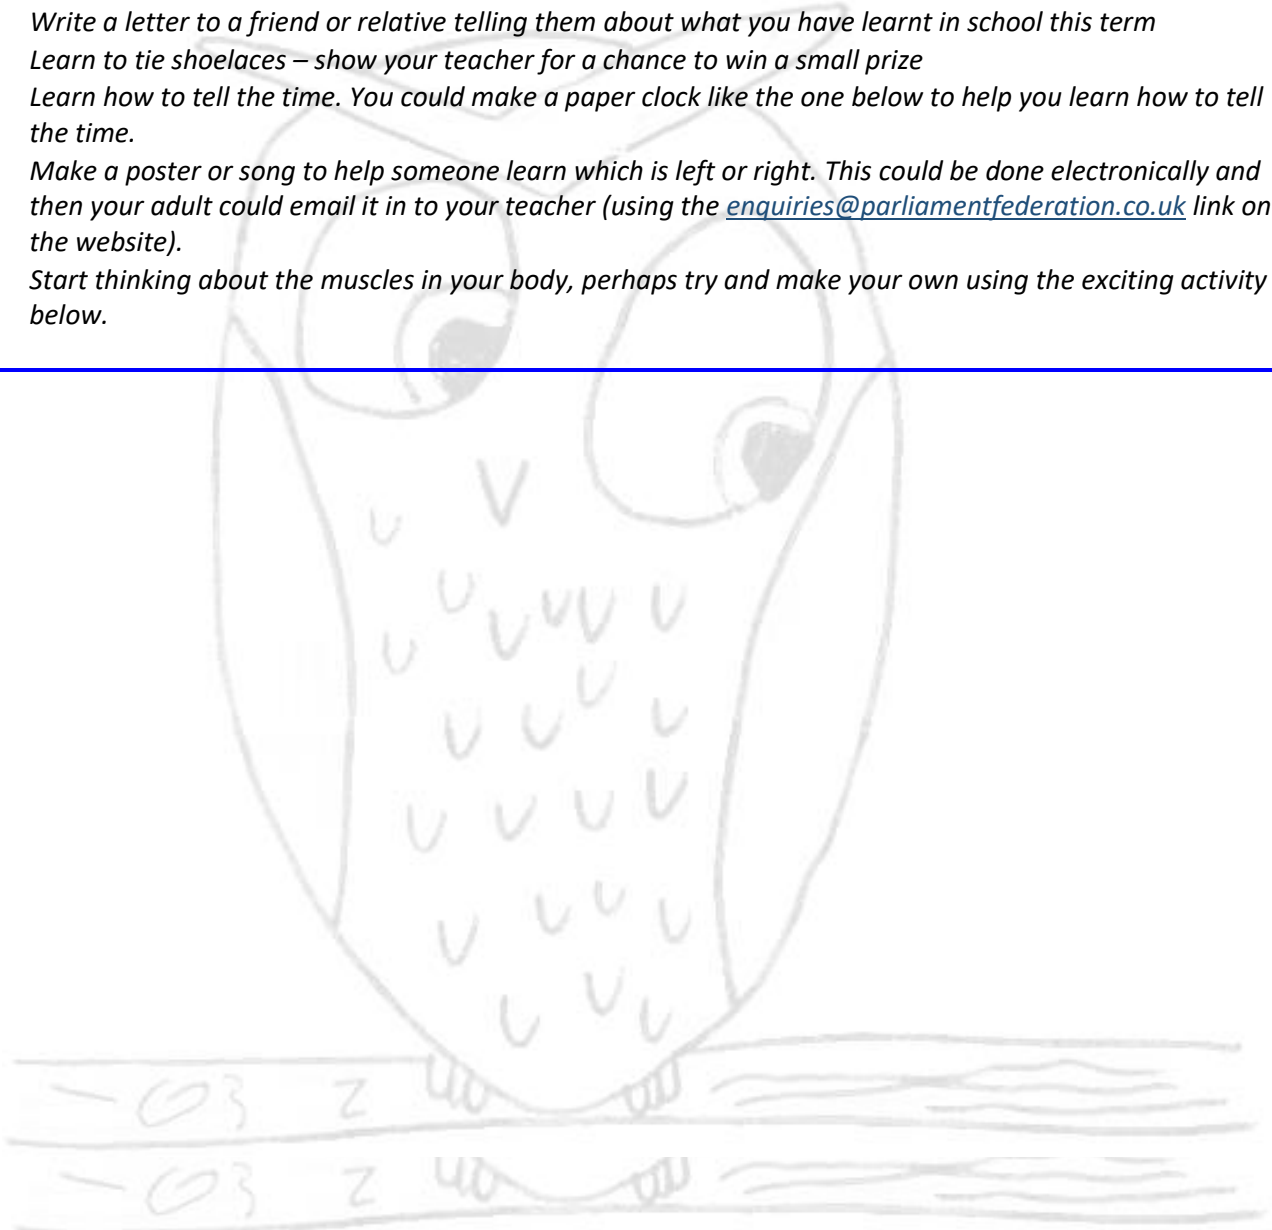 Write a letter to a friend or relative telling them about what you have learnt in school this term
Learn to tie shoelaces – show your teacher for a chance to win a small prize
Learn how to tell the time. You could make a paper clock like the one below to help you learn how to tell
the time.
Make a poster or song to help someone learn which is left or right. This could be done electronically and
then your adult could email it in to your teacher (using the enquiries@parliamentfederation.co.uk link on
the website).
Start thinking about the muscles in your body, perhaps try and make your own using the exciting activity
below.